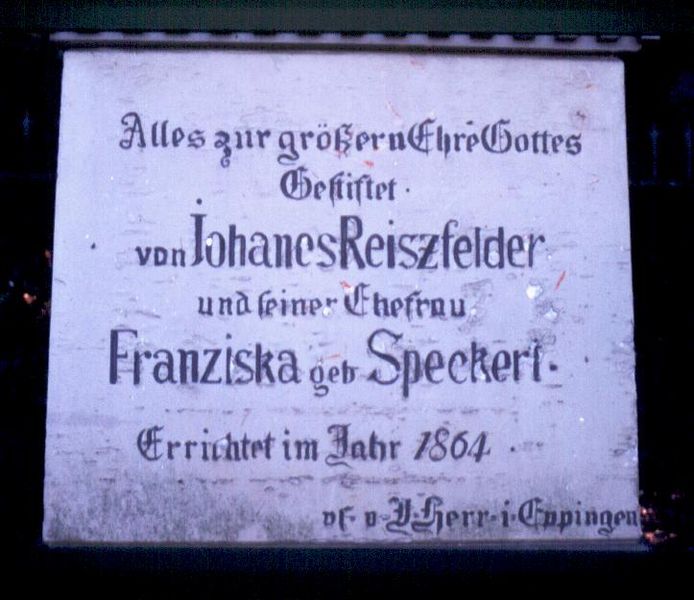 Alles zur größern Ehre Gottes
Gestiftet.
von Johanes Reiszfelder
und seiner Ehefrau
Franziska geb Speckert.
Errichtet im Jahr 1864.
vf. v. J. Herr. i. Eppingen